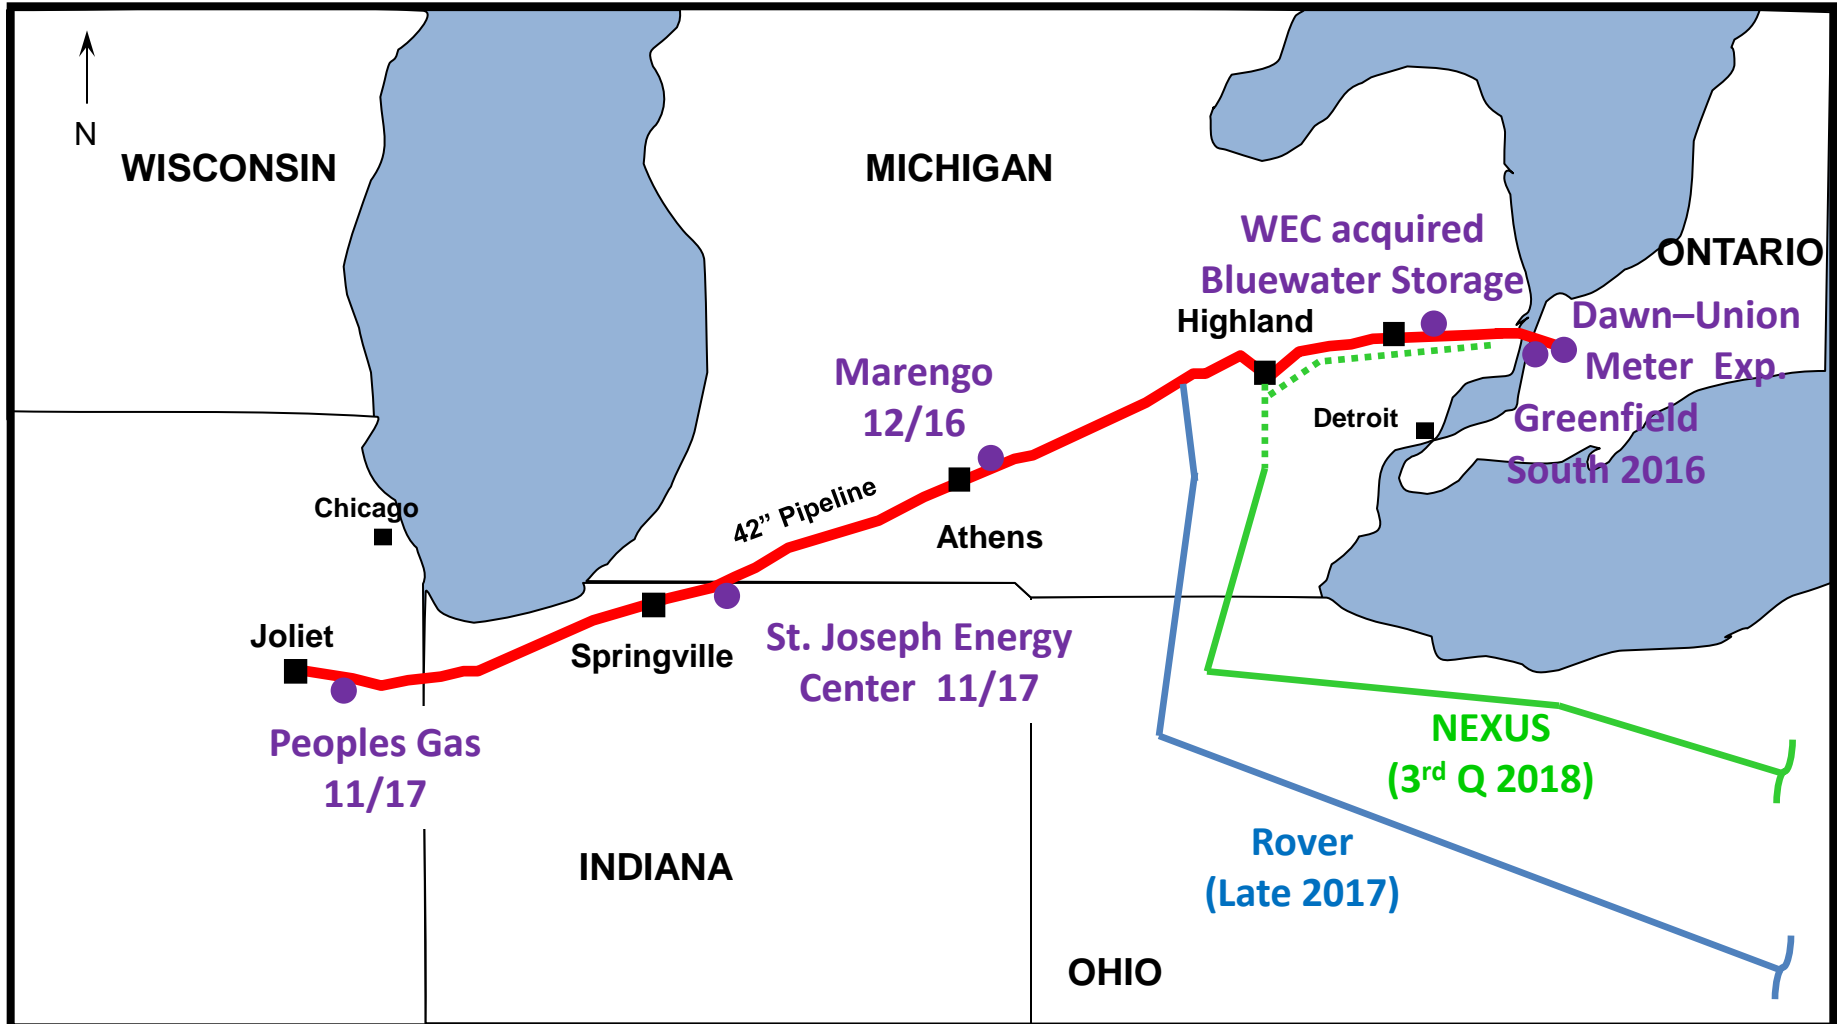 N
WISCONSIN
MICHIGAN
WEC acquired
Bluewater Storage
ONTARIO
Highland
Dawn–Union
Meter Exp.
Marengo
12/16
Detroit
Greenfield
South 2016
42” Pipeline
Chicago
Athens
Joliet
Springville
St. Joseph Energy
Center 11/17
Peoples Gas
11/17
NEXUS
(3rd Q 2018)
Rover
(Late 2017)
INDIANA
OHIO